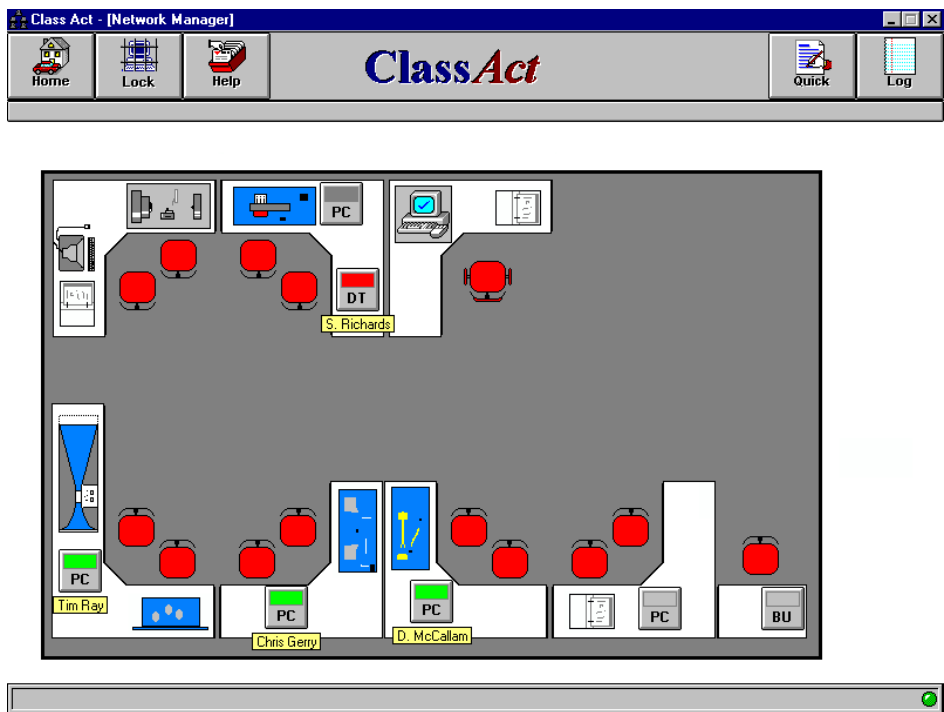 Class Act - [Network Manager]
Home
Lock
Help
ClassAct
Quick
Log
PC
DT
S. Richards
PC
Tim Ray
PC
Chris Gerry
PC
D. McCallam
PC
BU